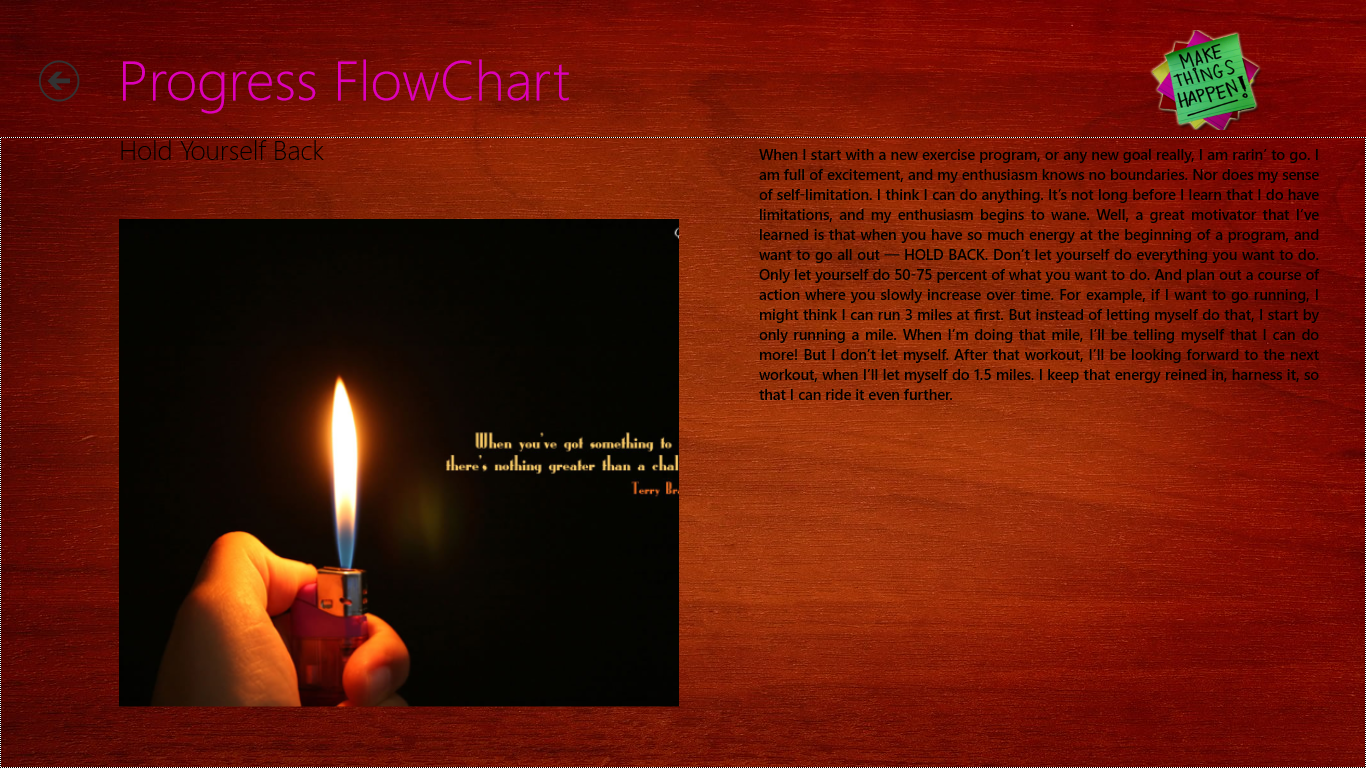 Progress FlowChart
MAKE
THINGS
HAPPEN!
Hold Yourself Back
When I start with a new exercise program, or any new goal really, I am rarin' to go. I
am full of excitement, and my enthusiasm knows no boundaries. Nor does my sense
of self-limitation. I think I can do anything. It's not long before I learn that I do have
limitations, and my enthusiasm begins to wane. Well, a great motivator that I've
learned is that when you have so much energy at the beginning of a program, and
want to go all out — HOLD BACK. Don't let yourself do everything you want to do.
Only let yourself do 50-75 percent of what you want to do. And plan out a course of
action where you slowly increase over time. For example, if I want to go running, I
might think I can run 3 miles at first. But instead of letting myself do that, I start by
only running a mile. When I'm doing that mile, I'll be telling myself that I can do
more! But I don't let myself. After that workout, I'll be looking forward to the next
workout, when I'll let myself do 1.5 miles. I keep that energy reined in, harness it, so
that I can ride it even further.
When you've got something to
there's nothing greater than a chal
Terry Br